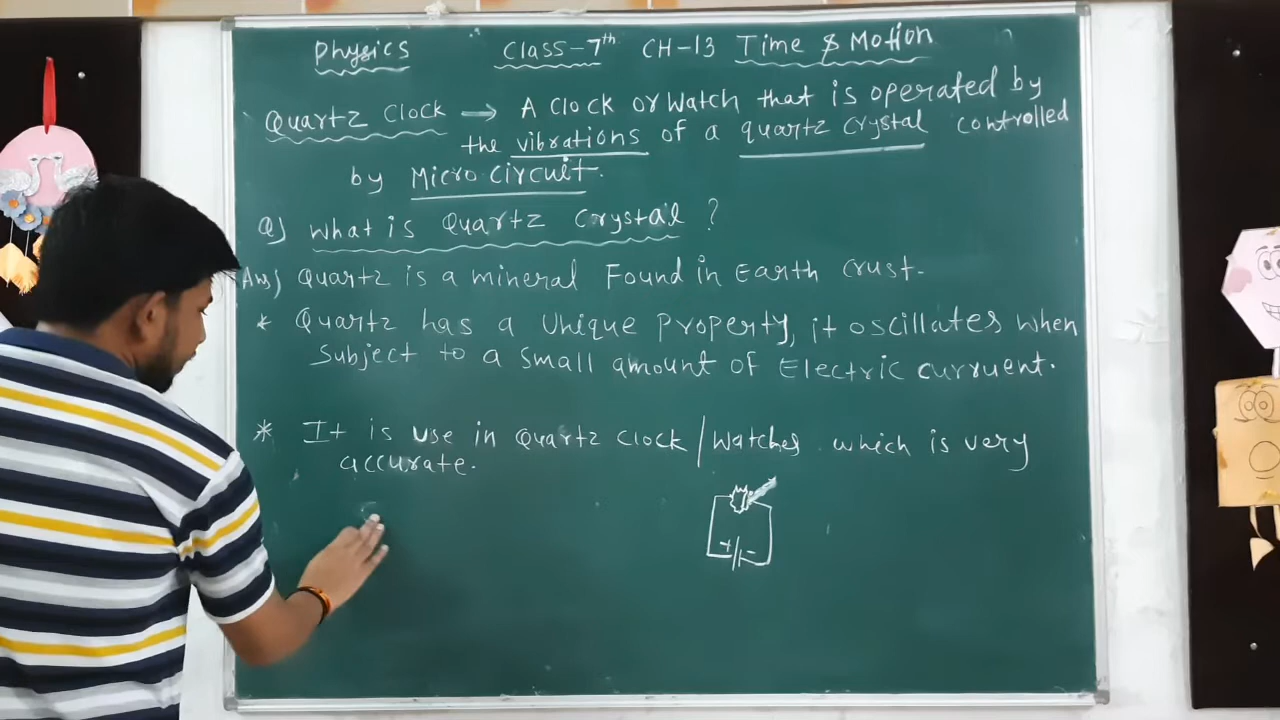 Physics Class-7th CH-13 Time & Motion
Quartz Clock → A Clock or Watch that is operated by
the vibrations of a quartz crystal controlled
by Micro circuit.
Q) What is Quartz Crystal ?
Ans) Quartz is a mineral Found in Earth Crust.
* Quartz has a Unique Property, it oscillates when
Subject to a small amount of Electric curruent.
* It is use in Quartz Clock / Watches which is very
accurate.
+ -